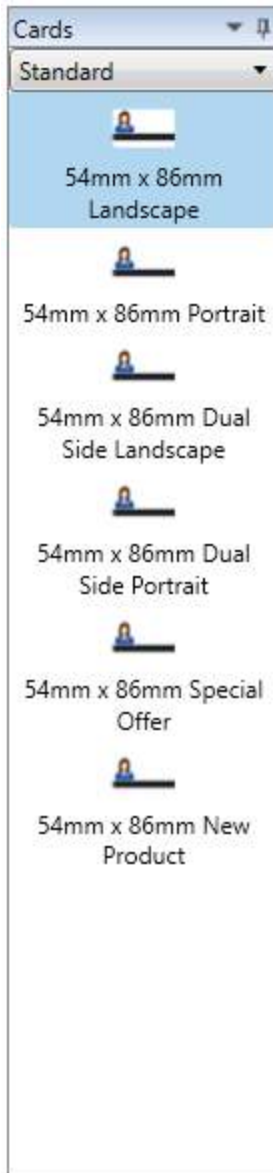 Cards
Standard
54mm x 86mm
Landscape
54mm x 86mm Portrait
54mm x 86mm Dual
Side Landscape
54mm x 86mm Dual
Side Portrait
54mm x 86mm Special
Offer
54mm x 86mm New
Product